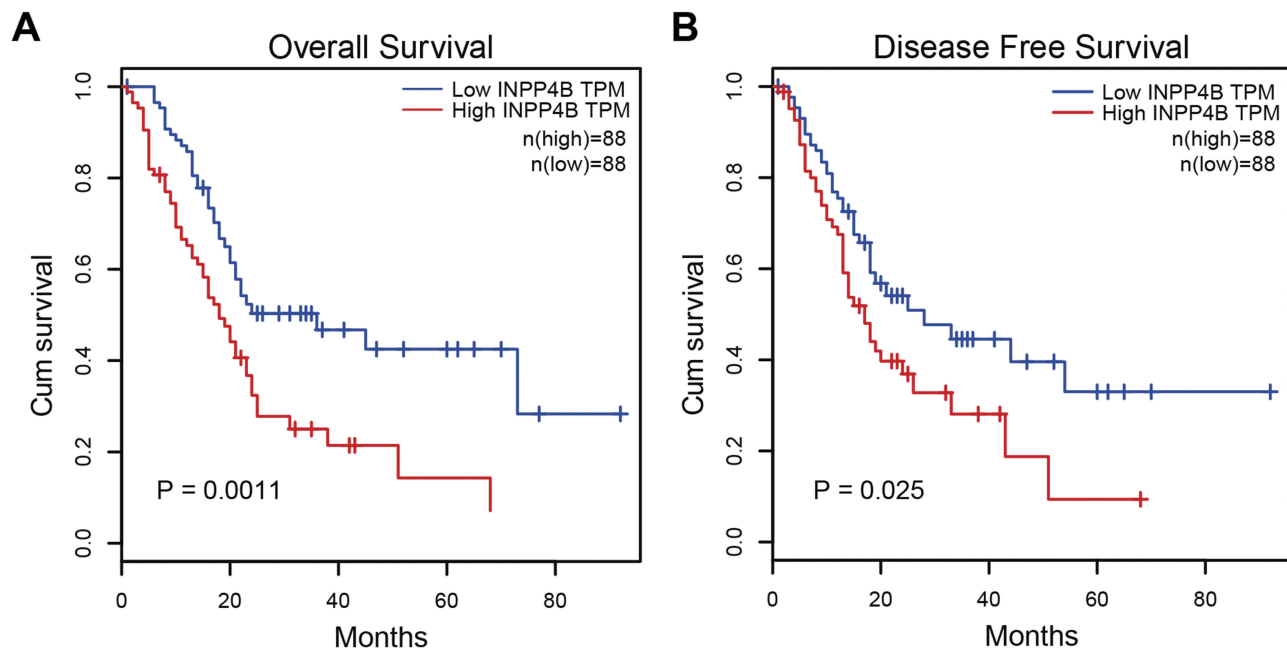 A
Overall Survival
Low INPP4B TPM
High INPP4B TPM
n(high)=88
n(low)=88
Cum survival
1.0
0.8
0.6
0.4
0.2
0.0
P = 0.0011
0 20 40 60 80
Months
B
Disease Free Survival
Low INPP4B TPM
High INPP4B TPM
n(high)=88
n(low)=88
Cum survival
1.0
0.8
0.6
0.4
0.2
0.0
P = 0.025
0 20 40 60 80
Months